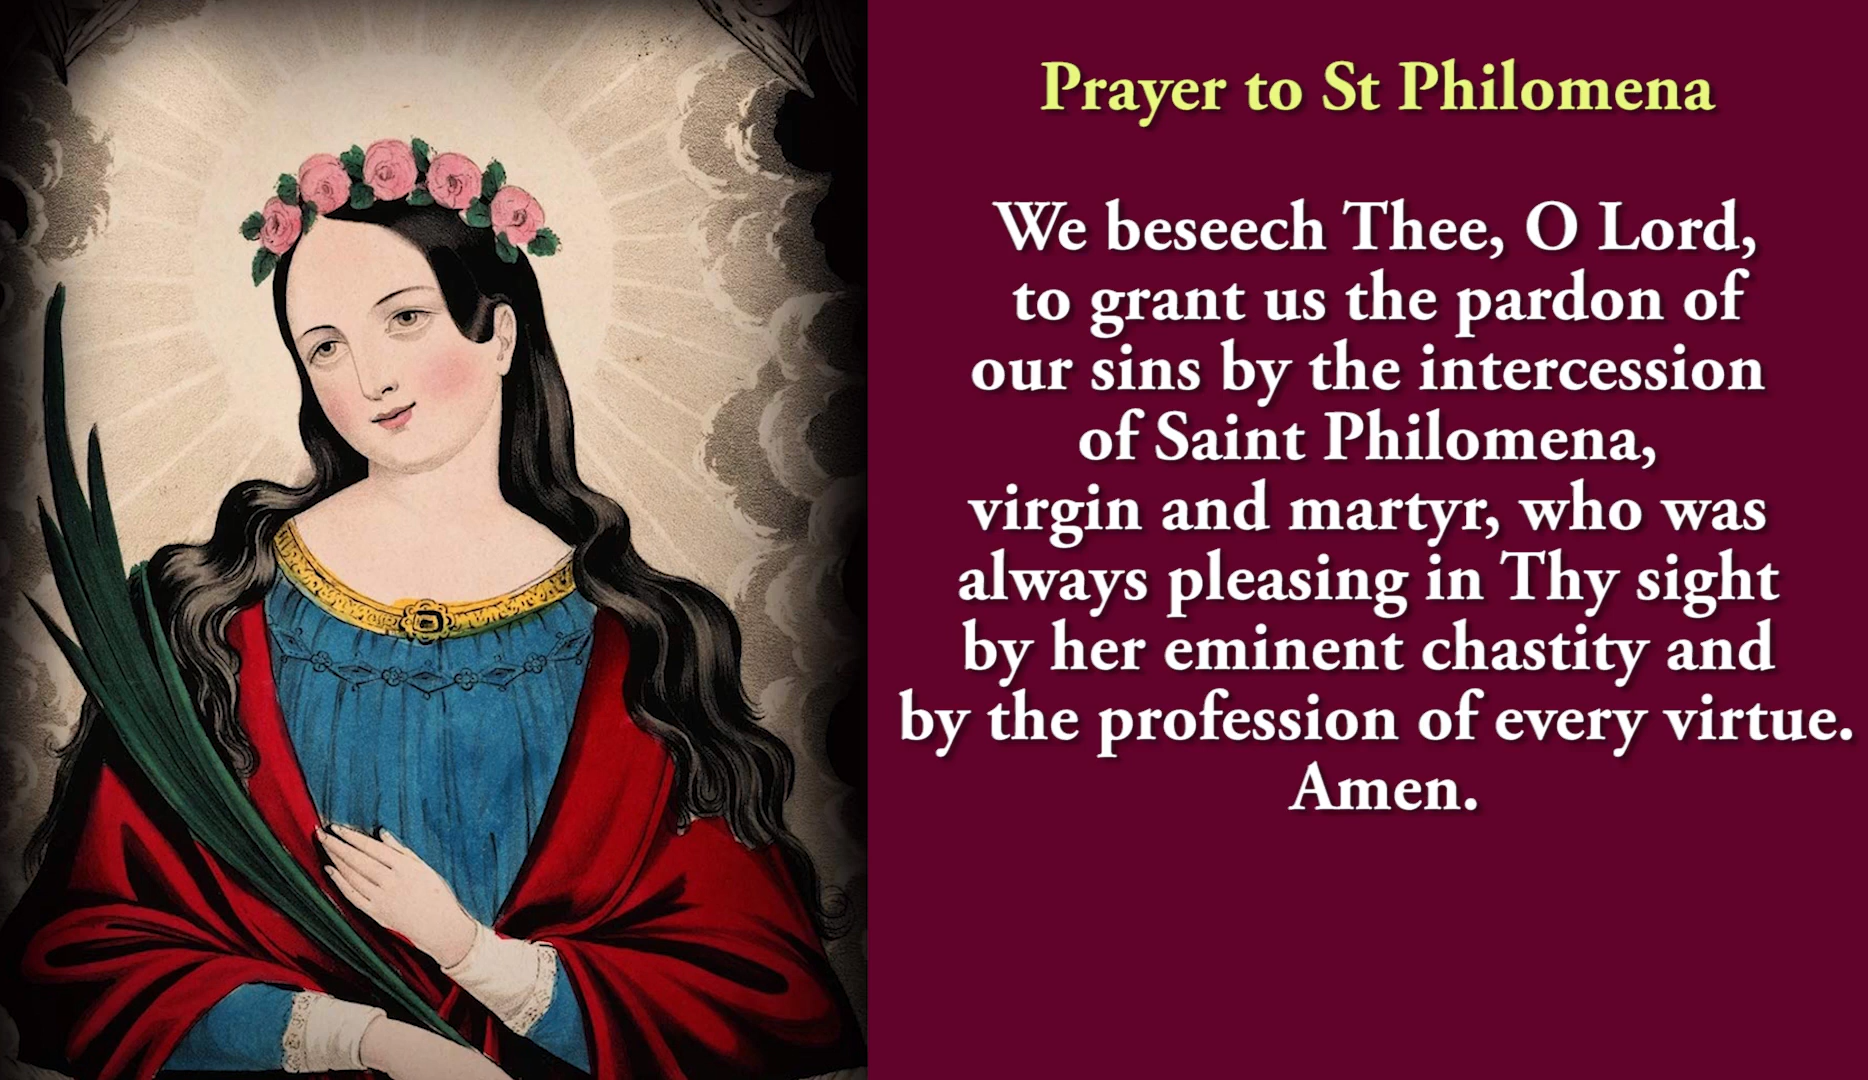 Prayer to St Philomena
We beseech Thee, O Lord,
to grant us the pardon of
our sins by the intercession
of Saint Philomena,
virgin and martyr, who was
always pleasing in Thy sight
by her eminent chastity and
by the profession of every virtue.
Amen.